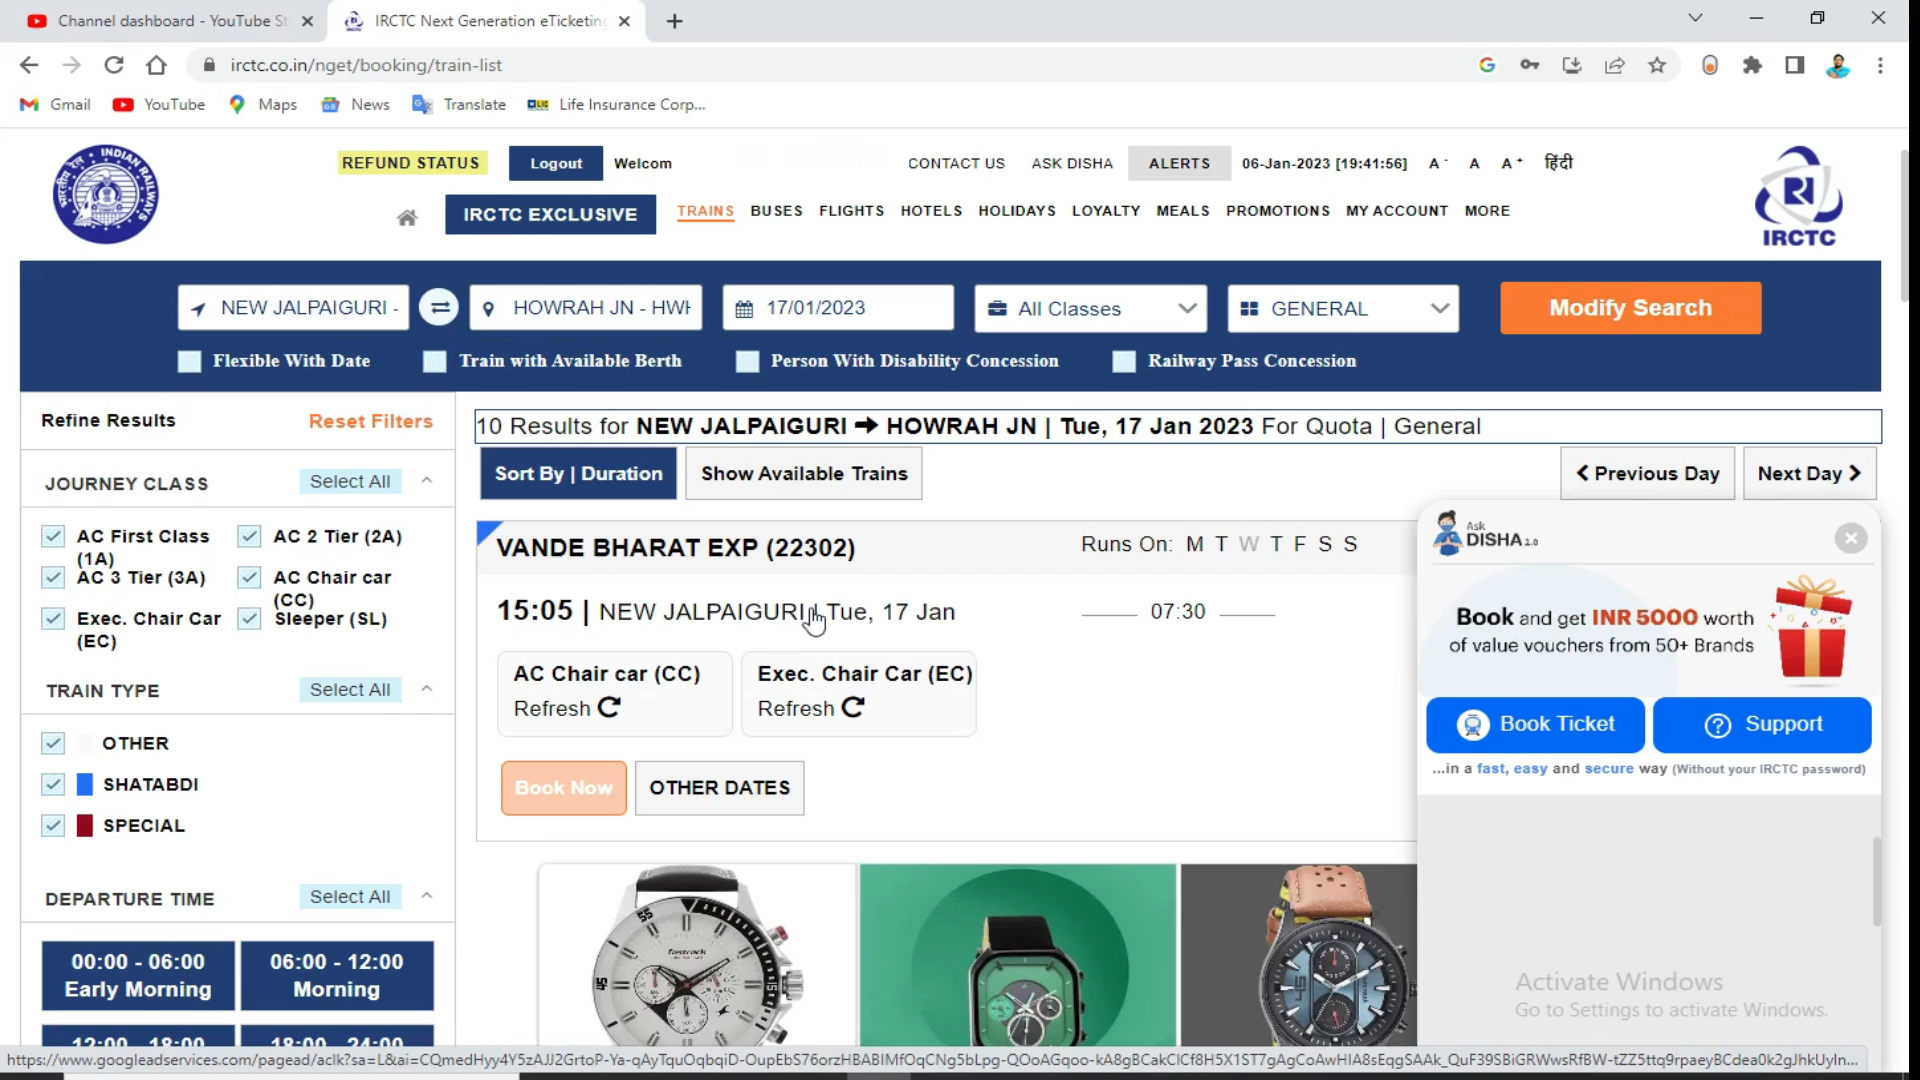 Channel dashboard - YouTube St
IRCTC Next Generation eTicketing
irctc.co.in/nget/booking/train-list
Gmail
YouTube
Maps
News
Translate
Life Insurance Corp...
REFUND STATUS
Logout
Welcom
CONTACT US
ASK DISHA
ALERTS
06-Jan-2023 [19:41:56]
A-
A
A+
हिंदी
INDIAN RAILWAYS
IRCTC EXCLUSIVE
TRAINS
BUSES
FLIGHTS
HOTELS
HOLIDAYS
LOYALTY
MEALS
PROMOTIONS
MY ACCOUNT
MORE
IRCTC
NEW JALPAIGURI -
HOWRAH JN - HWH
17/01/2023
All Classes
GENERAL
Modify Search
Flexible With Date
Train with Available Berth
Person With Disability Concession
Railway Pass Concession
Refine Results
Reset Filters
10 Results for NEW JALPAIGURI ➔ HOWRAH JN | Tue, 17 Jan 2023 For Quota | General
JOURNEY CLASS
Select All
Sort By | Duration
Show Available Trains
Previous Day
Next Day
AC First Class (1A)
AC 2 Tier (2A)
AC 3 Tier (3A)
AC Chair car (CC)
Exec. Chair Car (EC)
Sleeper (SL)
VANDE BHARAT EXP (22302)
Runs On: M T W T F S S
15:05 | NEW JALPAIGURI Tue, 17 Jan
07:30
AC Chair car (CC)
Refresh
Exec. Chair Car (EC)
Refresh
Book Now
OTHER DATES
Ask
DISHA 2.0
Book and get INR 5000 worth
of value vouchers from 50+ Brands
Book Ticket
Support
...in a fast, easy and secure way (Without your IRCTC password)
TRAIN TYPE
Select All
OTHER
SHATABDI
SPECIAL
DEPARTURE TIME
Select All
00:00 - 06:00
Early Morning
06:00 - 12:00
Morning
12:00 - 18:00
18:00 - 24:00
fastrack
Activate Windows
Go to Settings to activate Windows.